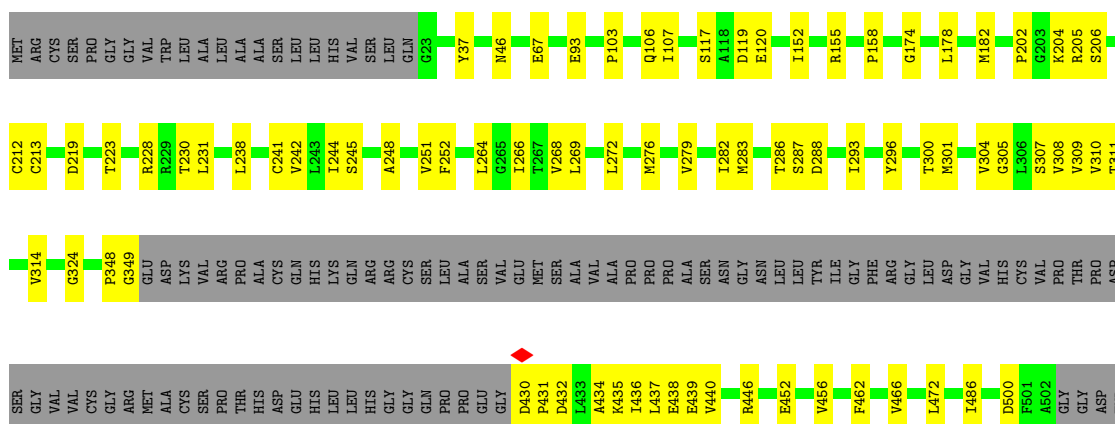 MET ARG CYS SER PRO GLY GLY VAL TRP LEU ALA ALA SER LEU LEU HIS VAL SER LEU GLN G23 Y37 N46 E67 E93 P103 Q106 I107 S117 A118 D119 E120 I152 R155 P158 G174 L178 M182 P202 G203 K204 R205 S206
C212 C213 D219 T223 R228 R229 T230 L231 L238 C241 V242 L243 I244 S245 A248 V251 F252 L264 G265 I266 T267 V268 L269 L272 M276 V279 I282 M283 T286 S287 D288 I293 Y296 T300 M301 V304 G305 L306 S307 V308 V309 V310 T311
V314 G324 P348 G349 GLU ASP LYS VAL ARG PRO ALA CYS GLN HIS LYS GLN ARG ARG CYS SER LEU ALA SER VAL GLU MET SER ALA VAL ALA PRO PRO PRO ALA SER ASN GLY ASN LEU LEU TYR ILE GLY PHE ARG GLY LEU ASP GLY VAL HIS CYS VAL PRO THR PRO ASP
SER GLY VAL VAL CYS GLY ARG MET ALA CYS SER PRO THR HIS ASP GLU HIS LEU LEU HIS GLY GLY GLN PRO PRO GLU GLY D430 P431 D432 L433 A434 K435 I436 L437 E438 E439 V440 R446 E452 V456 F462 V466 L472 I486 D500 F501 A502 GLY GLY ASP